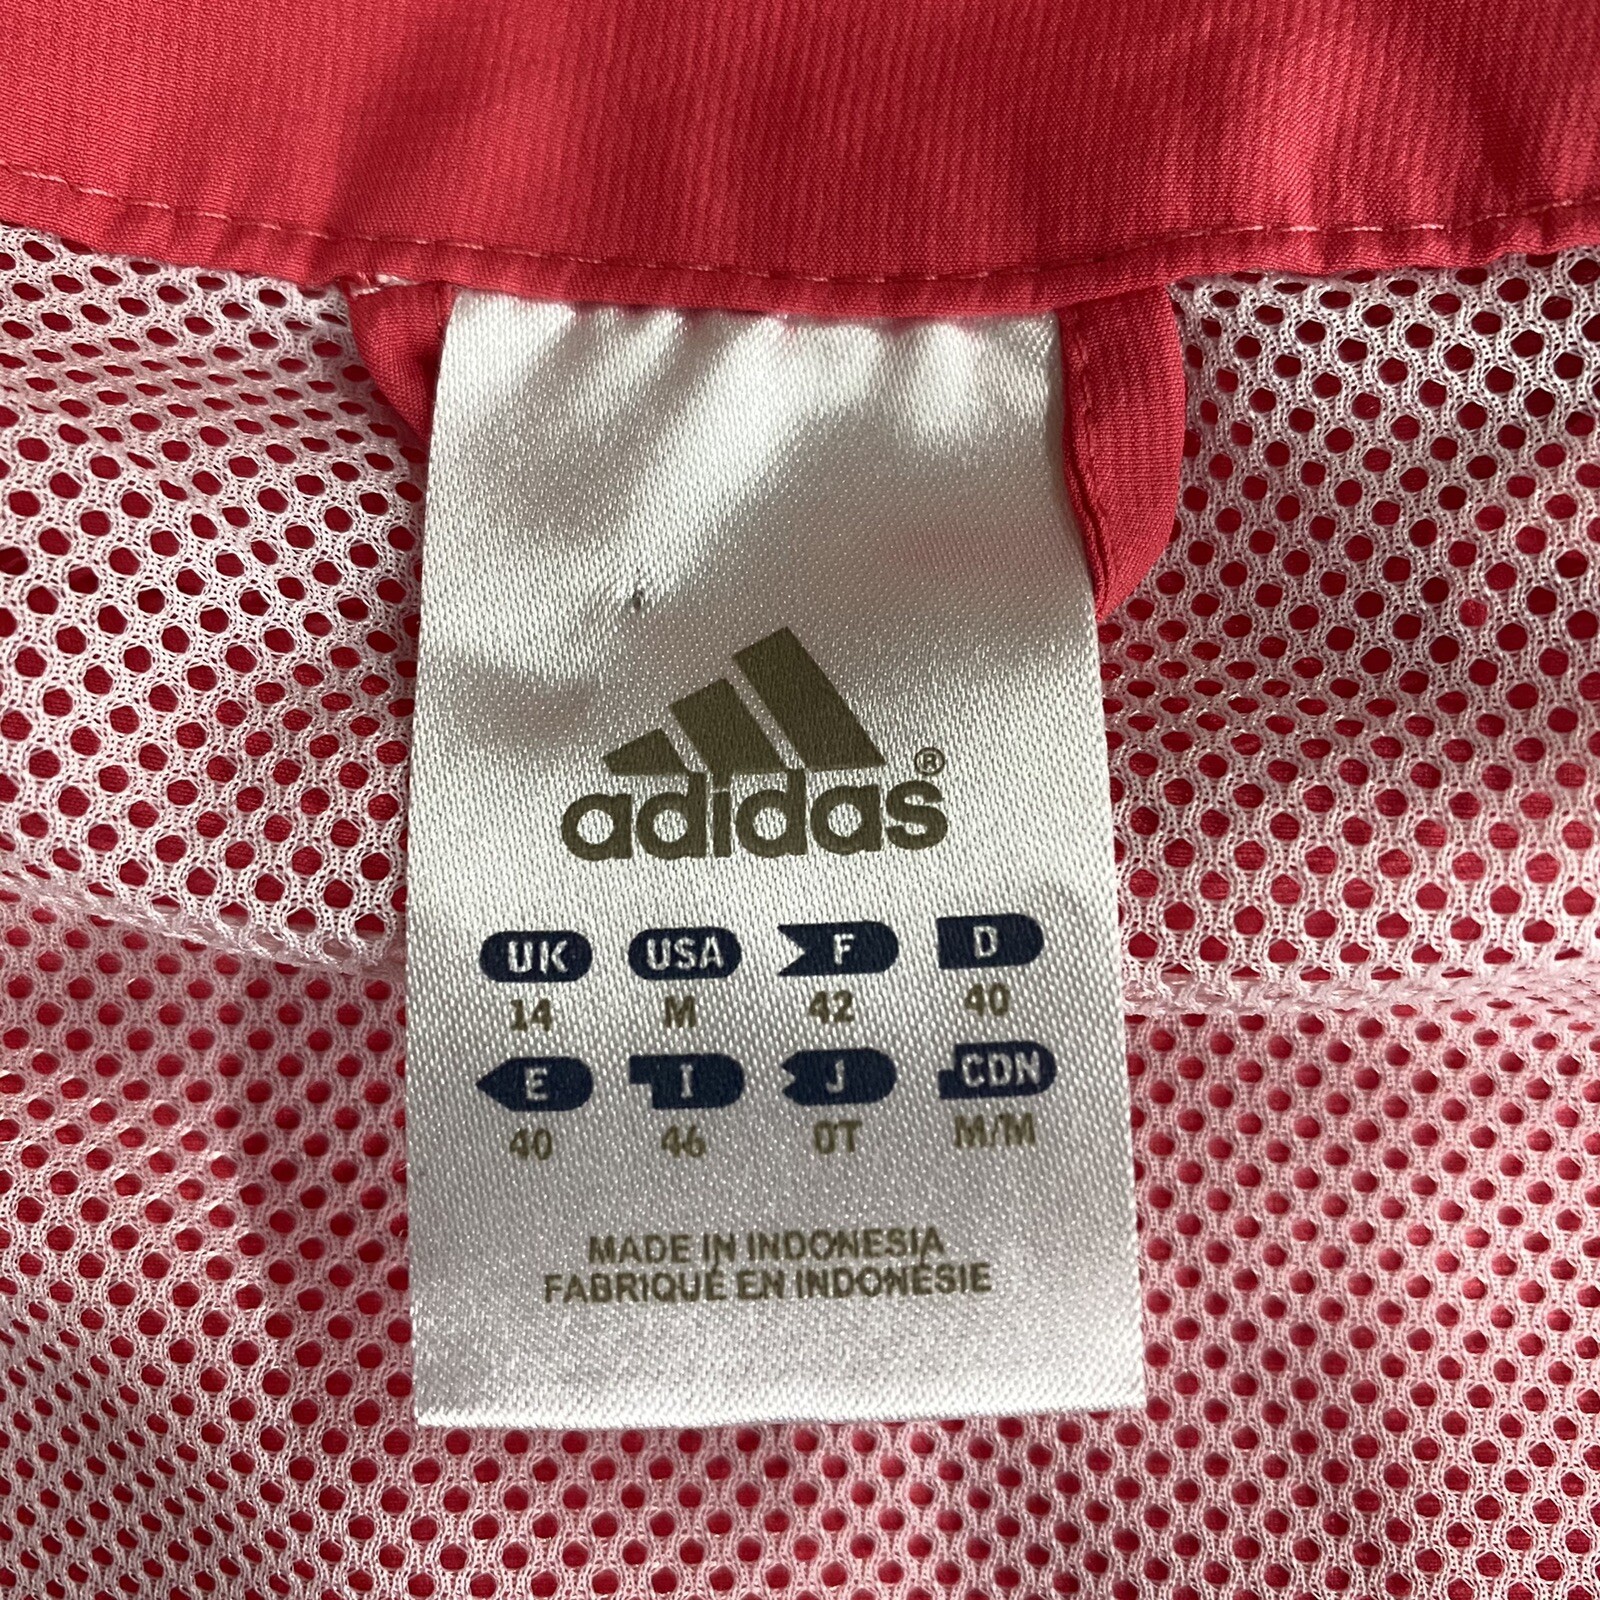 adidas®
UK USA F D
14 M 42 40
E I J CDN
40 46 OT M/M
MADE IN INDONESIA
FABRIQUÉ EN INDONÉSIE